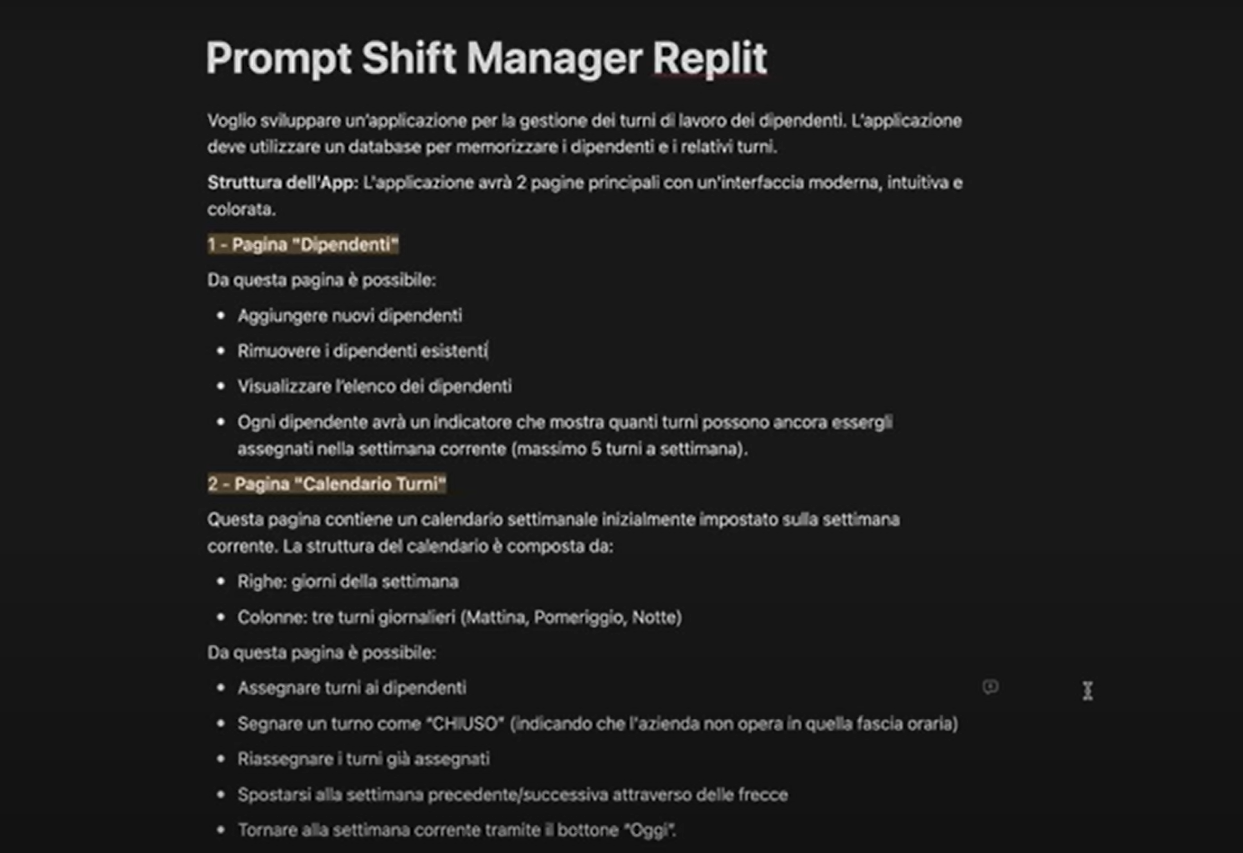 Prompt Shift Manager Replit
Voglio sviluppare un'applicazione per la gestione dei turni di lavoro dei dipendenti. L'applicazione
deve utilizzare un database per memorizzare i dipendenti e i relativi turni.
Struttura dell'App: L'applicazione avrà 2 pagine principali con un'interfaccia moderna, intuitiva e
colorata.
1 - Pagina "Dipendenti"
Da questa pagina è possibile:
• Aggiungere nuovi dipendenti
• Rimuovere i dipendenti esistenti
• Visualizzare l'elenco dei dipendenti
• Ogni dipendente avrà un indicatore che mostra quanti turni possono ancora essergli
assegnati nella settimana corrente (massimo 5 turni a settimana).
2 - Pagina "Calendario Turni"
Questa pagina contiene un calendario settimanale inizialmente impostato sulla settimana
corrente. La struttura del calendario è composta da:
• Righe: giorni della settimana
• Colonne: tre turni giornalieri (Mattina, Pomeriggio, Notte)
Da questa pagina è possibile:
• Assegnare turni ai dipendenti
• Segnare un turno come "CHIUSO" (indicando che l'azienda non opera in quella fascia oraria)
• Riassegnare i turni già assegnati
• Spostarsi alla settimana precedente/successiva attraverso delle frecce
• Tornare alla settimana corrente tramite il bottone "Oggi".